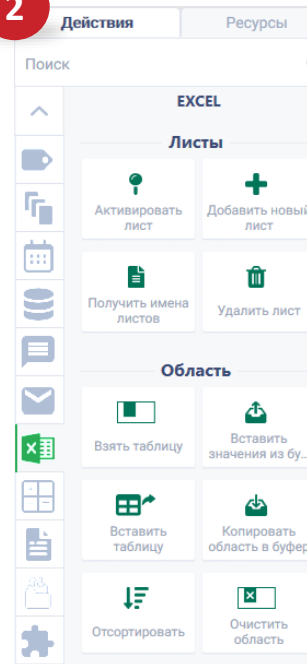 2
Действия
Ресурсы
Поиск
EXCEL
Листы
Активировать
лист
Добавить новый
лист
Получить имена
листов
Удалить лист
Область
Взять таблицу
Вставить
значения из бу...
Вставить
таблицу
Копировать
область в буфер
Отсортировать
Очистить
область